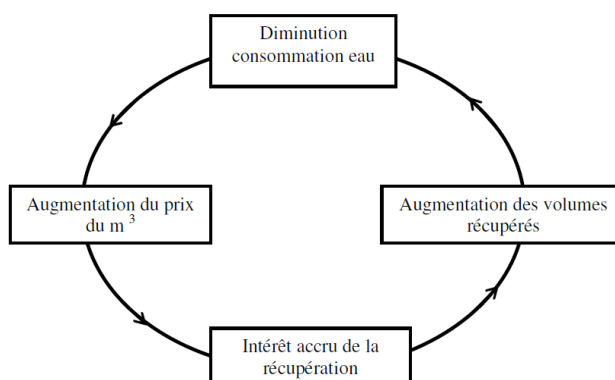 Diminution
consommation eau
Augmentation du prix
du m ³
Augmentation des volumes
récupérés
Intérêt accru de la
récupération